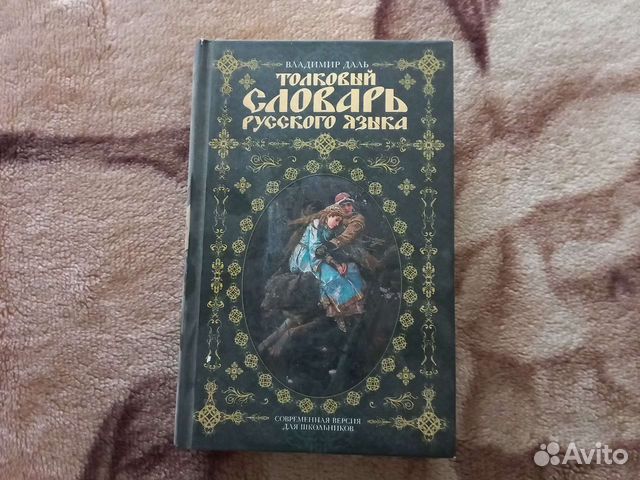 ВЛАДИМИР ДАЛЬ
ТОЛКОВЫЙ
СЛОВАРЬ
РУССКОГО ЯЗЫКА
СОВРЕМЕННАЯ ВЕРСИЯ
ДЛЯ ШКОЛЬНИКОВ
Avito